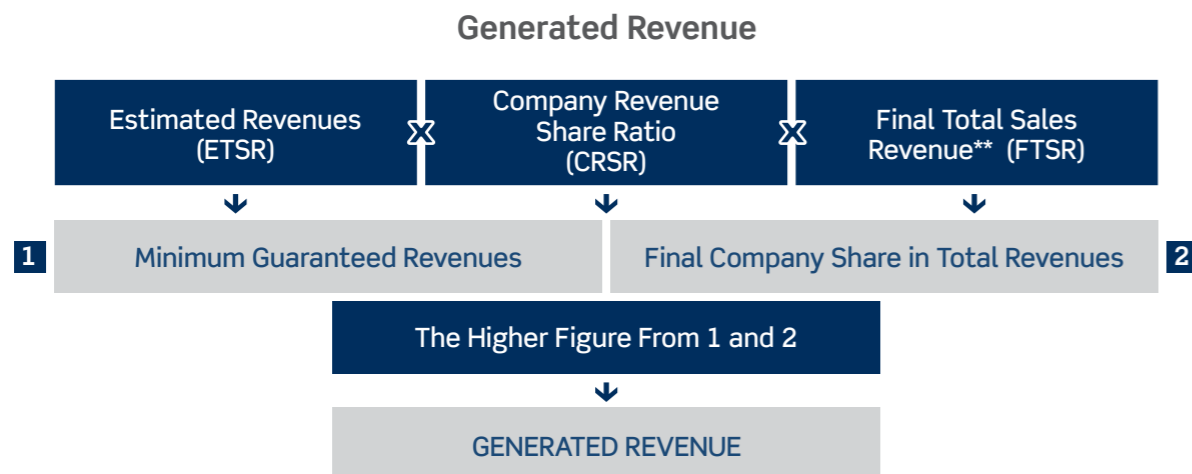 Generated Revenue
Estimated Revenues
(ETSR)
Company Revenue
Share Ratio
(CRSR)
Final Total Sales
Revenue** (FTSR)
1
Minimum Guaranteed Revenues
Final Company Share in Total Revenues
2
The Higher Figure From 1 and 2
GENERATED REVENUE